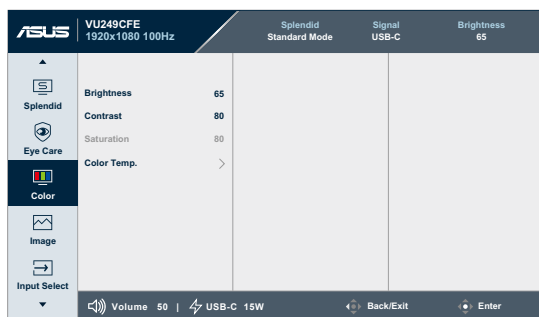 ASUS
VU249CFE
1920x1080 100Hz
Splendid
Standard Mode
Signal
USB-C
Brightness
65
Splendid
Eye Care
Color
Image
Input Select
Brightness 65
Contrast 80
Saturation 80
Color Temp. >
Volume 50 | USB-C 15W
Back/Exit
Enter